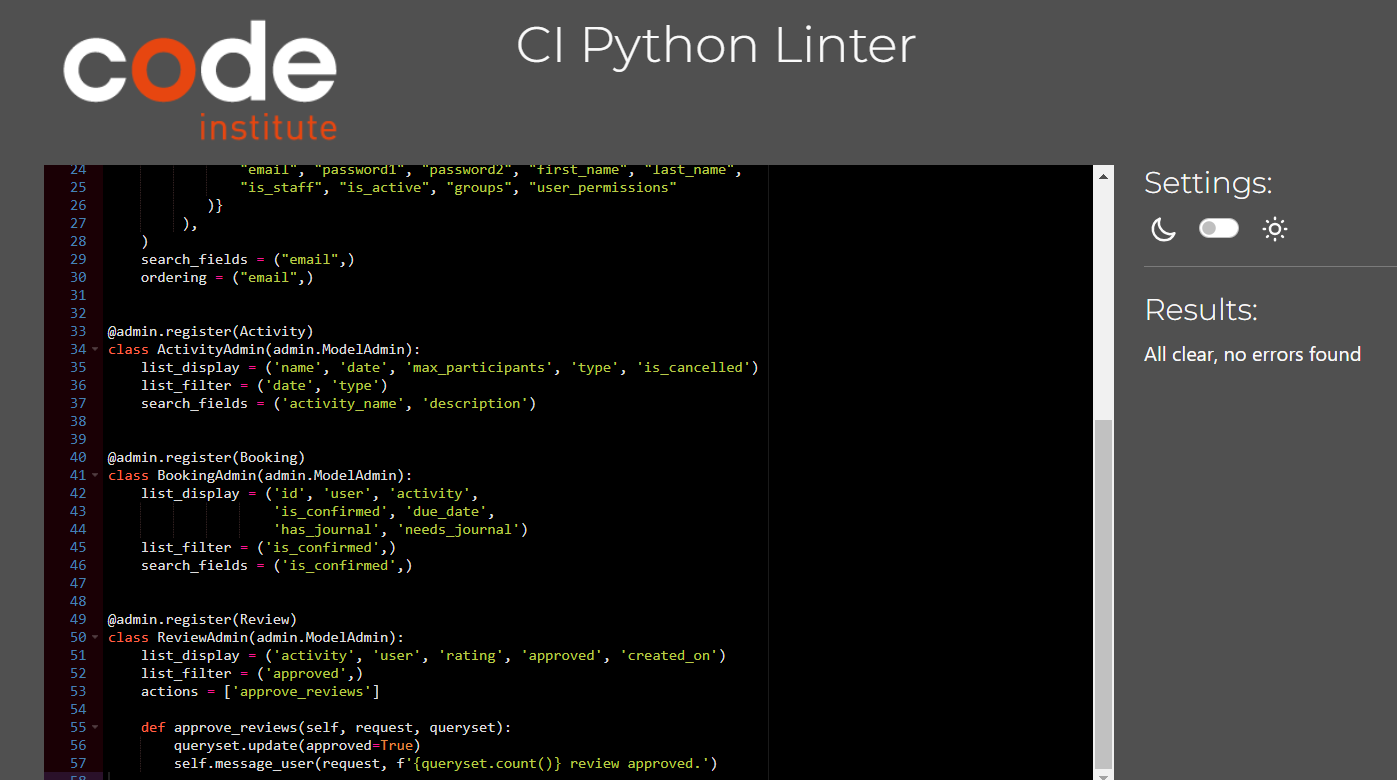 code
institute
CI Python Linter
24 "email", "password1", "password2", "first_name", "last_name",
25 "is_staff", "is_active", "groups", "user_permissions"
26 )}
27 ),
28 )
29 search_fields = ("email",)
30 ordering = ("email",)
31
32
33 @admin.register(Activity)
34 class ActivityAdmin(admin.ModelAdmin):
35 list_display = ('name', 'date', 'max_participants', 'type', 'is_cancelled')
36 list_filter = ('date', 'type')
37 search_fields = ('activity_name', 'description')
38
39
40 @admin.register(Booking)
41 class BookingAdmin(admin.ModelAdmin):
42 list_display = ('id', 'user', 'activity',
43 'is_confirmed', 'due_date',
44 'has_journal', 'needs_journal')
45 list_filter = ('is_confirmed',)
46 search_fields = ('is_confirmed',)
47
48
49 @admin.register(Review)
50 class ReviewAdmin(admin.ModelAdmin):
51 list_display = ('activity', 'user', 'rating', 'approved', 'created_on')
52 list_filter = ('approved',)
53 actions = ['approve_reviews']
54
55 def approve_reviews(self, request, queryset):
56 queryset.update(approved=True)
57 self.message_user(request, f'{queryset.count()} review approved.')
58
Settings:
Results:
All clear, no errors found